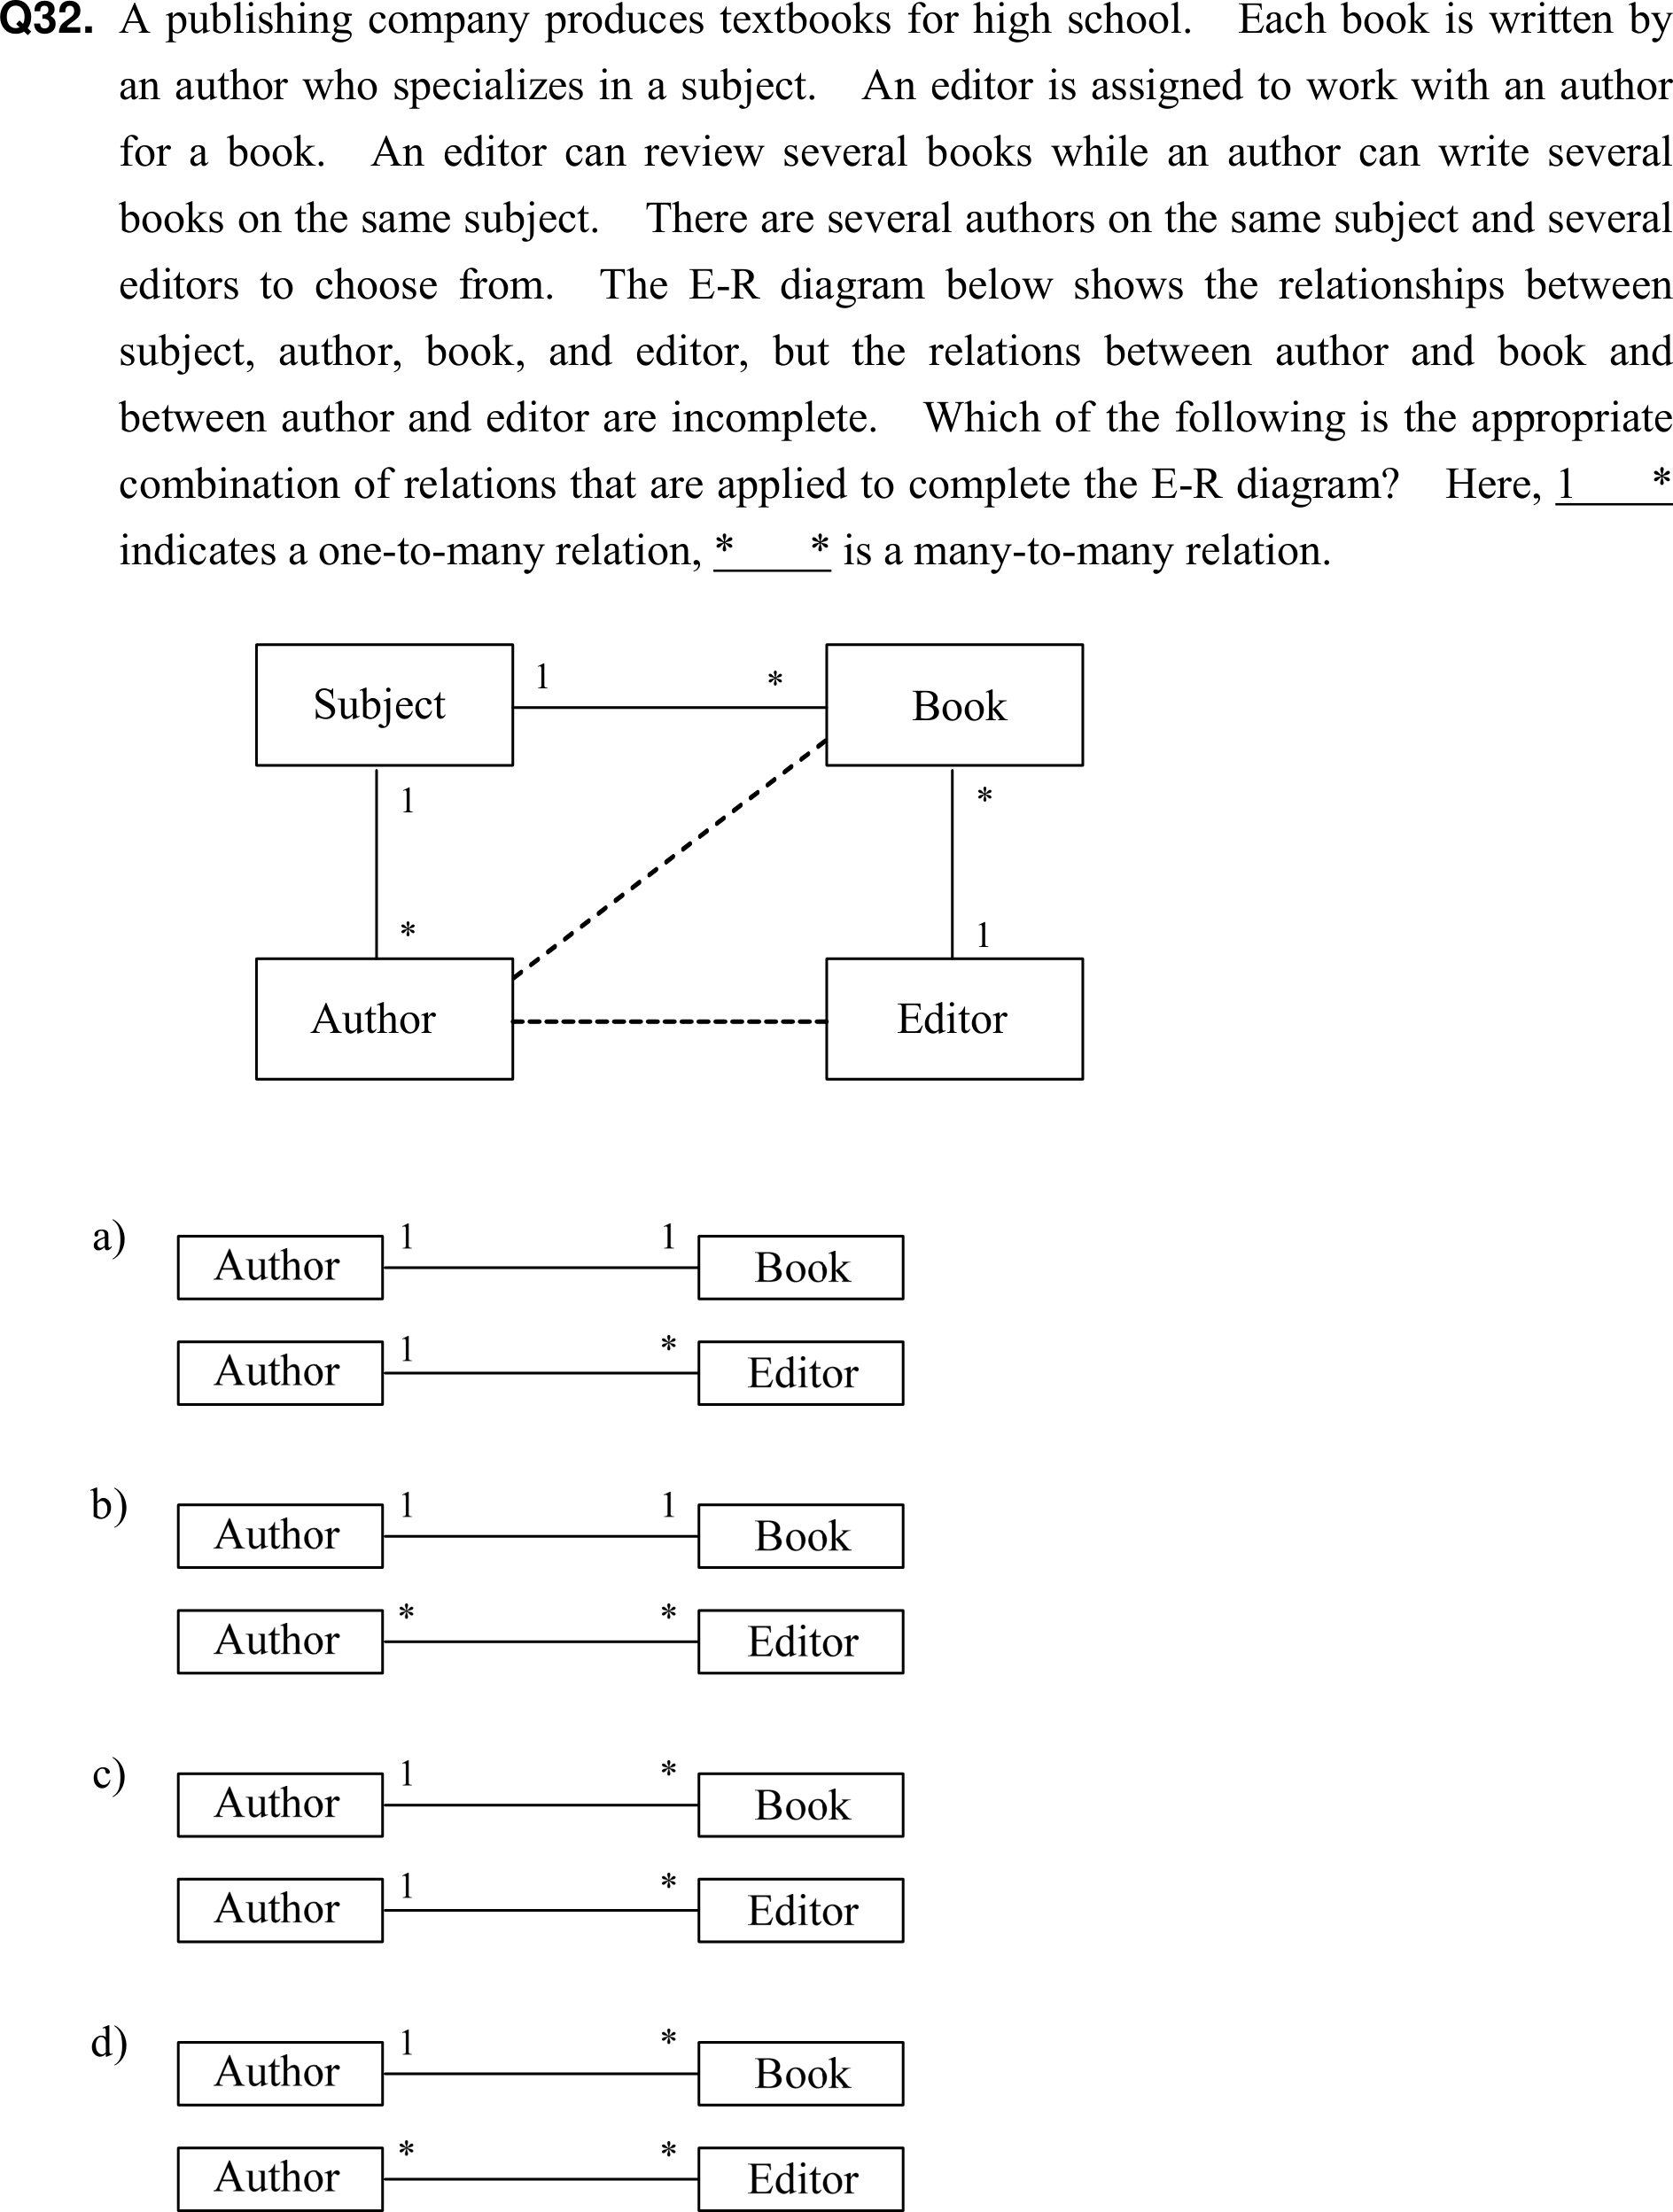 Q32. A publishing company produces textbooks for high school. Each book is written by
an author who specializes in a subject. An editor is assigned to work with an author
for a book. An editor can review several books while an author can write several
books on the same subject. There are several authors on the same subject and several
editors to choose from. The E-R diagram below shows the relationships between
subject, author, book, and editor, but the relations between author and book and
between author and editor are incomplete. Which of the following is the appropriate
combination of relations that are applied to complete the E-R diagram? Here, 1 *
indicates a one-to-many relation, * * is a many-to-many relation.
Subject 1 * Book
1 *
* 1
Author Editor
a) Author 1 1 Book
Author 1 * Editor
b) Author 1 1 Book
Author * * Editor
c) Author 1 * Book
Author 1 * Editor
d) Author 1 * Book
Author * * Editor